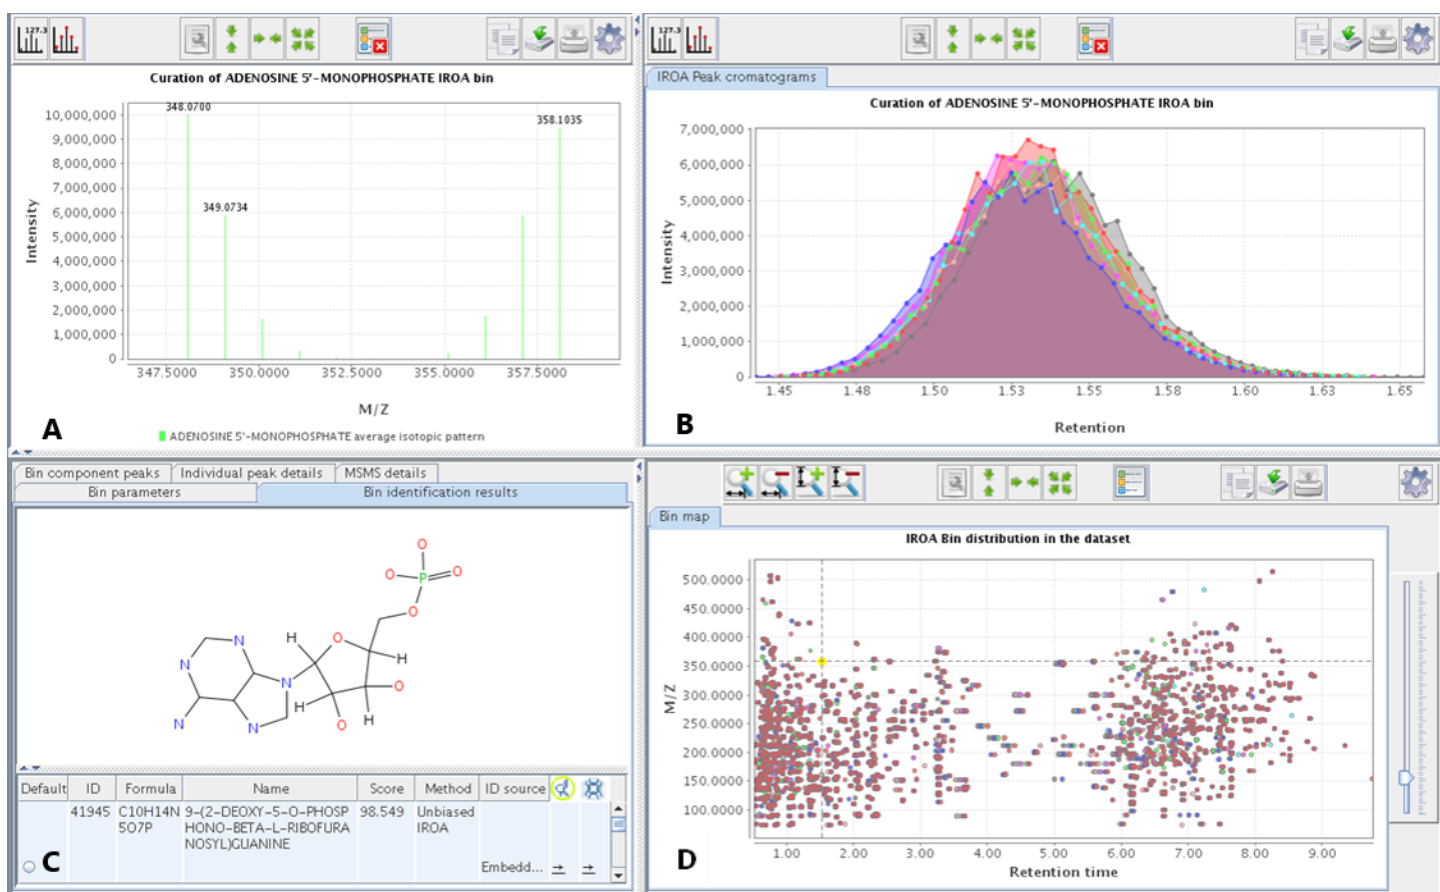 127.3
127.3
Curation of ADENOSINE 5'-MONOPHOSPHATE IROA bin
348.0700
358.1035
349.0734
10,000,000
9,000,000
8,000,000
7,000,000
6,000,000
5,000,000
4,000,000
3,000,000
2,000,000
1,000,000
0
Intensity
347.5000 350.0000 352.5000 355.0000 357.5000
M/Z
ADENOSINE 5'-MONOPHOSPHATE average isotopic pattern
A
IROA Peak cromatograms
Curation of ADENOSINE 5'-MONOPHOSPHATE IROA bin
7,000,000
6,000,000
5,000,000
4,000,000
3,000,000
2,000,000
1,000,000
0
Intensity
1.45 1.48 1.50 1.53 1.55 1.58 1.60 1.63 1.65
Retention
B
Bin component peaks Individual peak details MSMS details
Bin parameters Bin identification results
O
O P O
O
H O
N
N H
N O
H H
N N O
Default ID Formula Name Score Method ID source
41945 C10H14N 9-(2-DEOXY-5-O-PHOSP 98.549 Unbiased
5O7P HONO-BETA-L-RIBOFURA IROA
NOSYL)GUANINE
Embedd...
C
Bin map
IROA Bin distribution in the dataset
500.0000
450.0000
400.0000
350.0000
300.0000
250.0000
200.0000
150.0000
100.0000
M/Z
1.00 2.00 3.00 4.00 5.00 6.00 7.00 8.00 9.00
Retention time
D